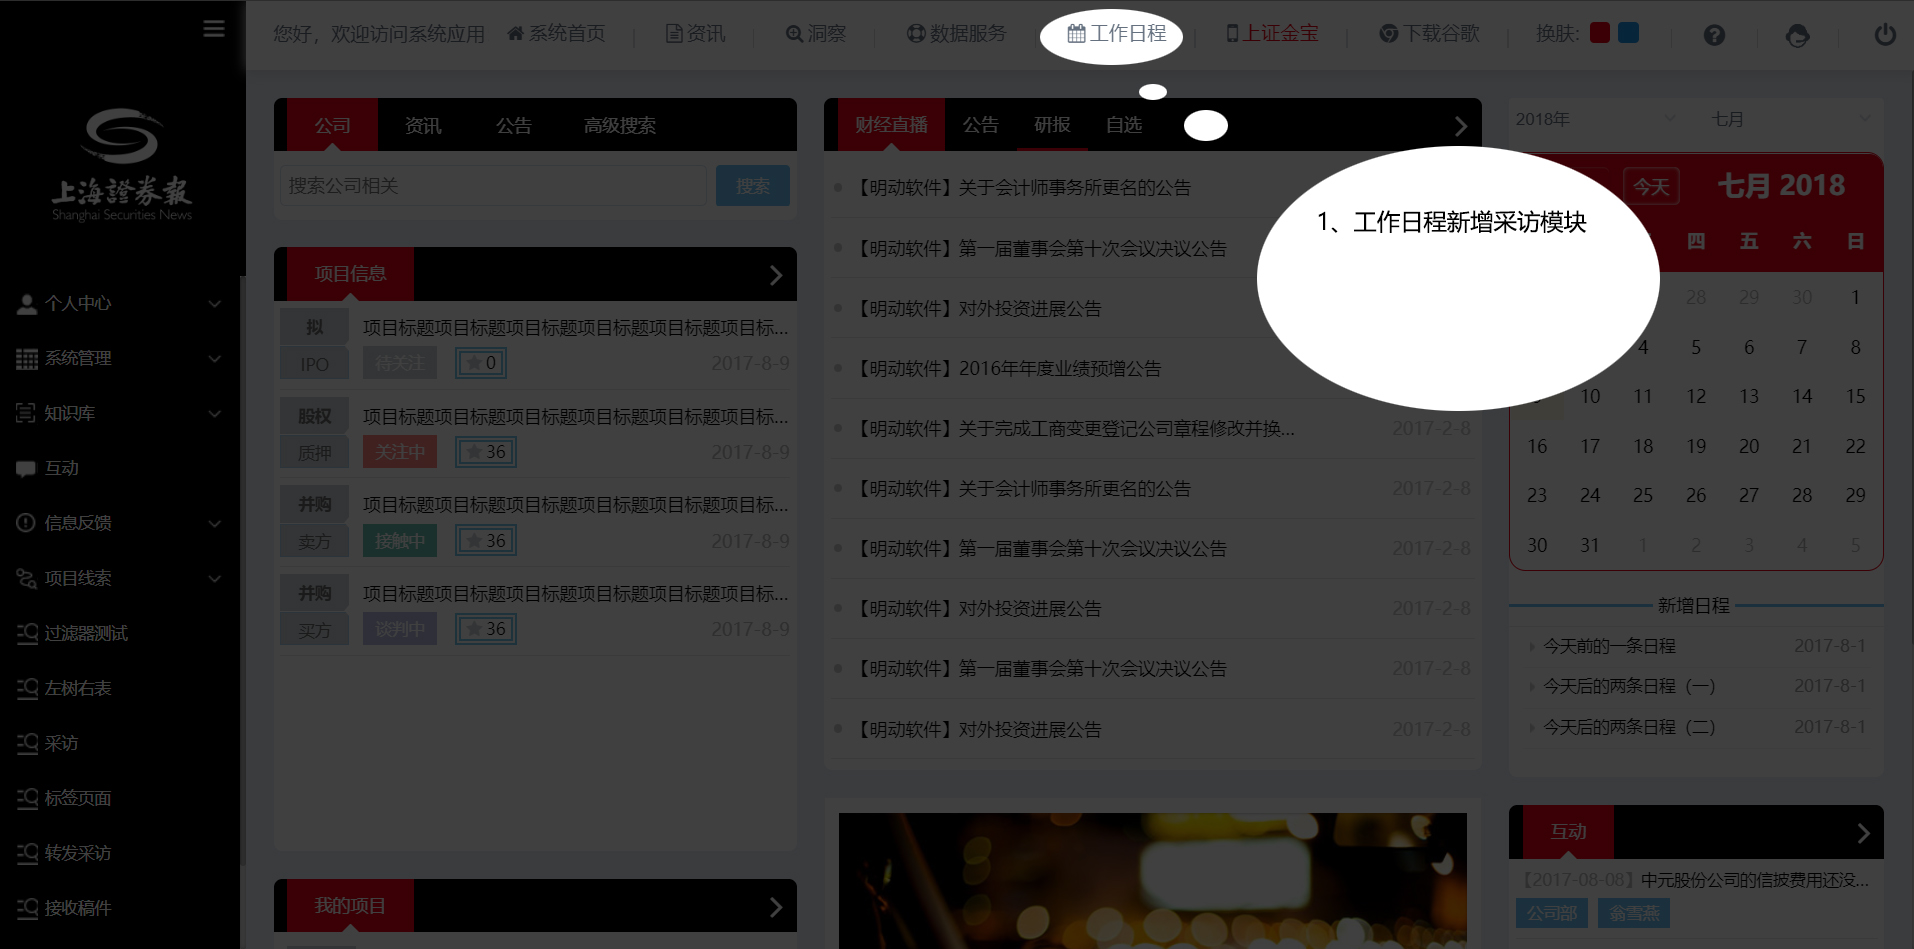 您好，欢迎访问系统应用
系统首页
资讯
洞察
数据服务
工作日程
上证金宝
下载谷歌
换肤:
上海證券報
Shanghai Securities News
个人中心
系统管理
知识库
互动
信息反馈
项目线索
过滤器测试
左树右表
采访
标签页面
转发采访
接收稿件
公司 资讯 公告 高级搜索
搜索公司相关 搜索
项目信息
拟 项目标题项目标题项目标题项目标题项目标题项目标...
IPO 待关注 0 2017-8-9
股权 项目标题项目标题项目标题项目标题项目标题项目标...
质押 关注中 36 2017-8-9
并购 项目标题项目标题项目标题项目标题项目标题项目标...
卖方 接触中 36 2017-8-9
并购 项目标题项目标题项目标题项目标题项目标题项目标...
买方 谈判中 36 2017-8-9
我的项目
财经直播 公告 研报 自选
【明动软件】关于会计师事务所更名的公告
【明动软件】第一届董事会第十次会议决议公告
【明动软件】对外投资进展公告
【明动软件】2016年年度业绩预增公告
【明动软件】关于完成工商变更登记公司章程修改并换... 2017-2-8
【明动软件】关于会计师事务所更名的公告 2017-2-8
【明动软件】第一届董事会第十次会议决议公告 2017-2-8
【明动软件】对外投资进展公告 2017-2-8
【明动软件】第一届董事会第十次会议决议公告 2017-2-8
【明动软件】对外投资进展公告 2017-2-8
1、工作日程新增采访模块
2018年 七月
今天 七月 2018
四 五 六 日
28 29 30 1
4 5 6 7 8
10 11 12 13 14 15
16 17 18 19 20 21 22
23 24 25 26 27 28 29
30 31 1 2 3 4 5
新增日程
今天前的一条日程 2017-8-1
今天后的两条日程（一） 2017-8-1
今天后的两条日程（二） 2017-8-1
互动
【2017-08-08】中元股份公司的信披费用还没...
公司部 翁雪燕